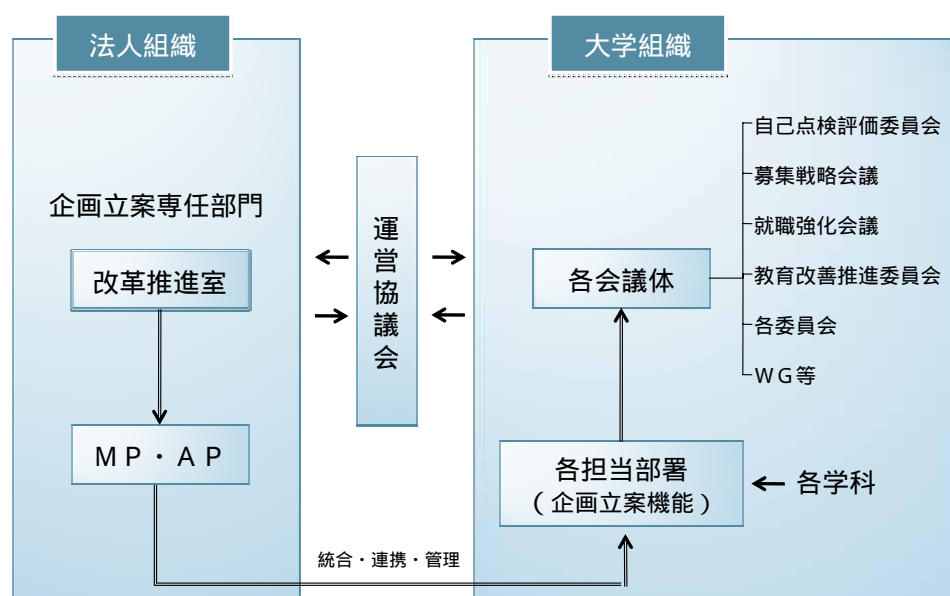 法人組織
大学組織
企画立案専任部門
改革推進室
MP・AP
運営協議会
各会議体
自己点検評価委員会
募集戦略会議
就職強化会議
教育改善推進委員会
各委員会
WG等
各担当部署
(企画立案機能)
各学科
統合・連携・管理